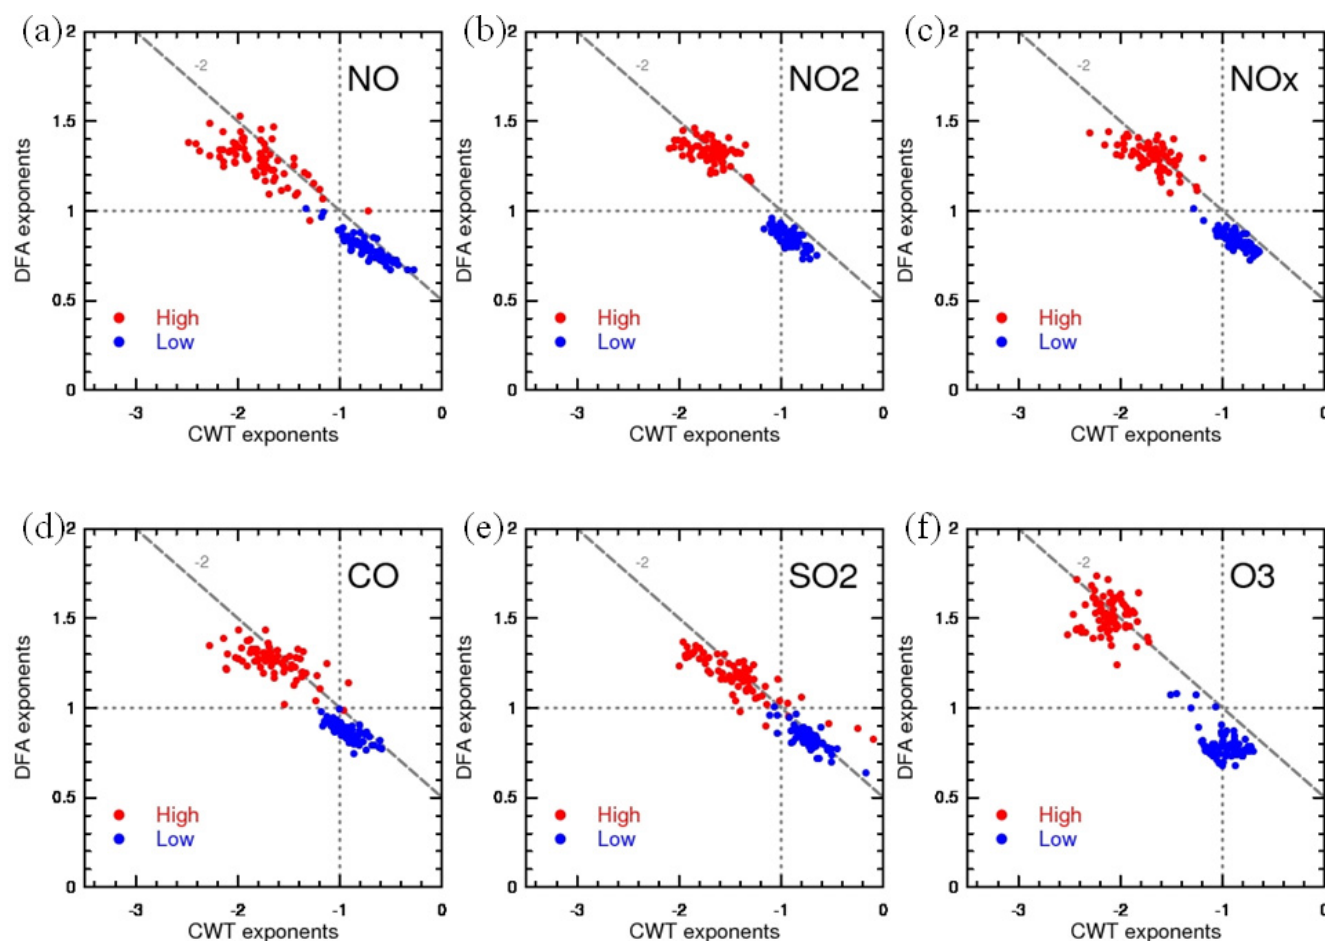 (a)
2
1.5
1
0.5
0
DFA exponents
-2
NO
High
Low
-3 -2 -1 0
CWT exponents
(b)
2
1.5
1
0.5
0
DFA exponents
-2
NO2
High
Low
-3 -2 -1 0
CWT exponents
(c)
2
1.5
1
0.5
0
DFA exponents
-2
NOx
High
Low
-3 -2 -1 0
CWT exponents
(d)
2
1.5
1
0.5
0
DFA exponents
-2
CO
High
Low
-3 -2 -1 0
CWT exponents
(e)
2
1.5
1
0.5
0
DFA exponents
-2
SO2
High
Low
-3 -2 -1 0
CWT exponents
(f)
2
1.5
1
0.5
0
DFA exponents
-2
O3
High
Low
-3 -2 -1 0
CWT exponents